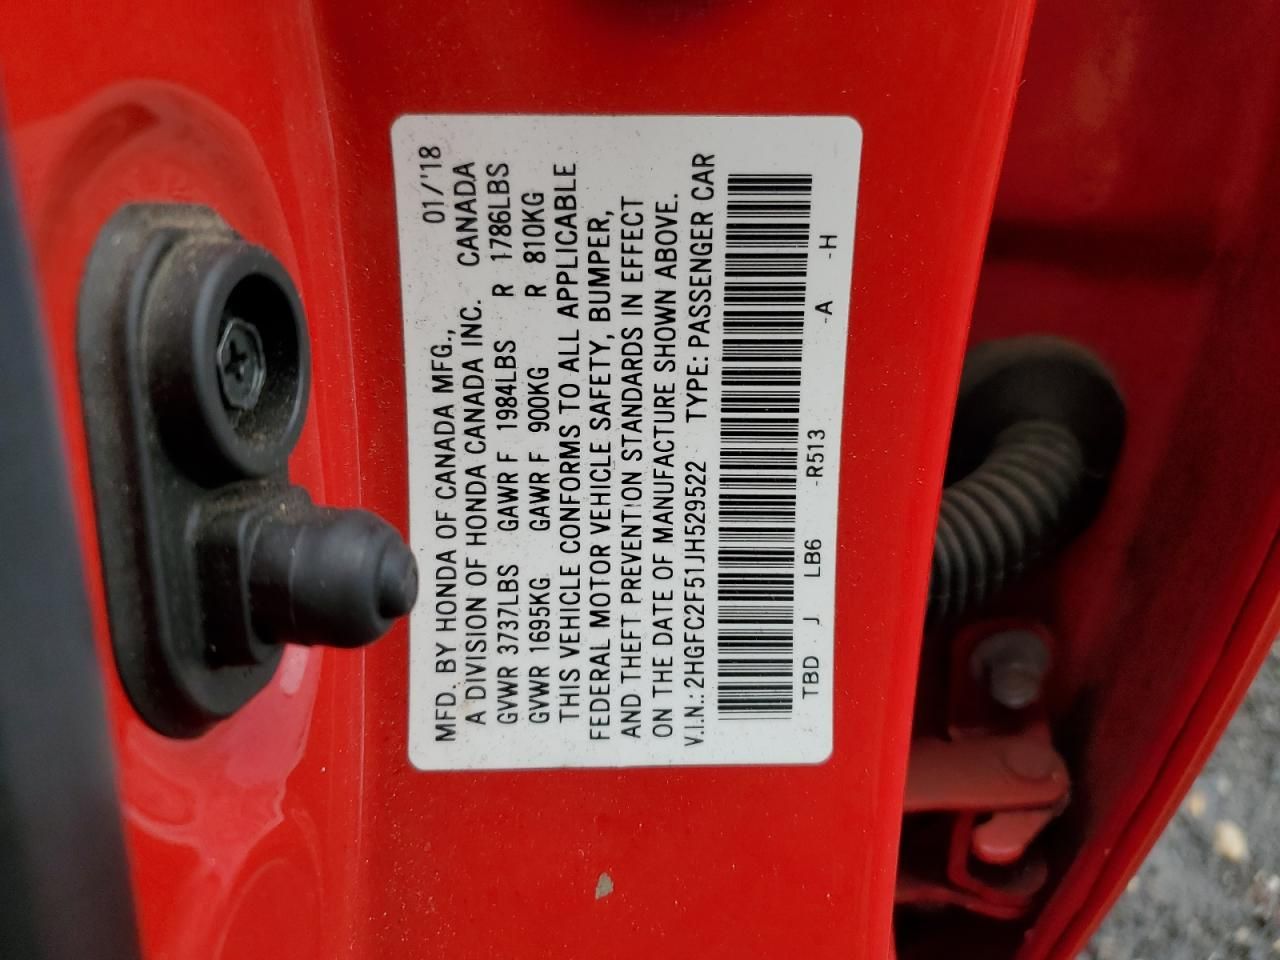 MFD. BY HONDA OF CANADA MFG., 01/'18
A DIVISION OF HONDA CANADA INC. CANADA
GVWR 3737LBS GAWR F 1984LBS R 1786LBS
GVWR 1695KG GAWR F 900KG R 810KG
THIS VEHICLE CONFORMS TO ALL APPLICABLE
FEDERAL MOTOR VEHICLE SAFETY, BUMPER,
AND THEFT PREVENTION STANDARDS IN EFFECT
ON THE DATE OF MANUFACTURE SHOWN ABOVE.
V.I.N.: 2HGFC2F51JH529522 TYPE: PASSENGER CAR
TBD J LB6 -R513 -A -H